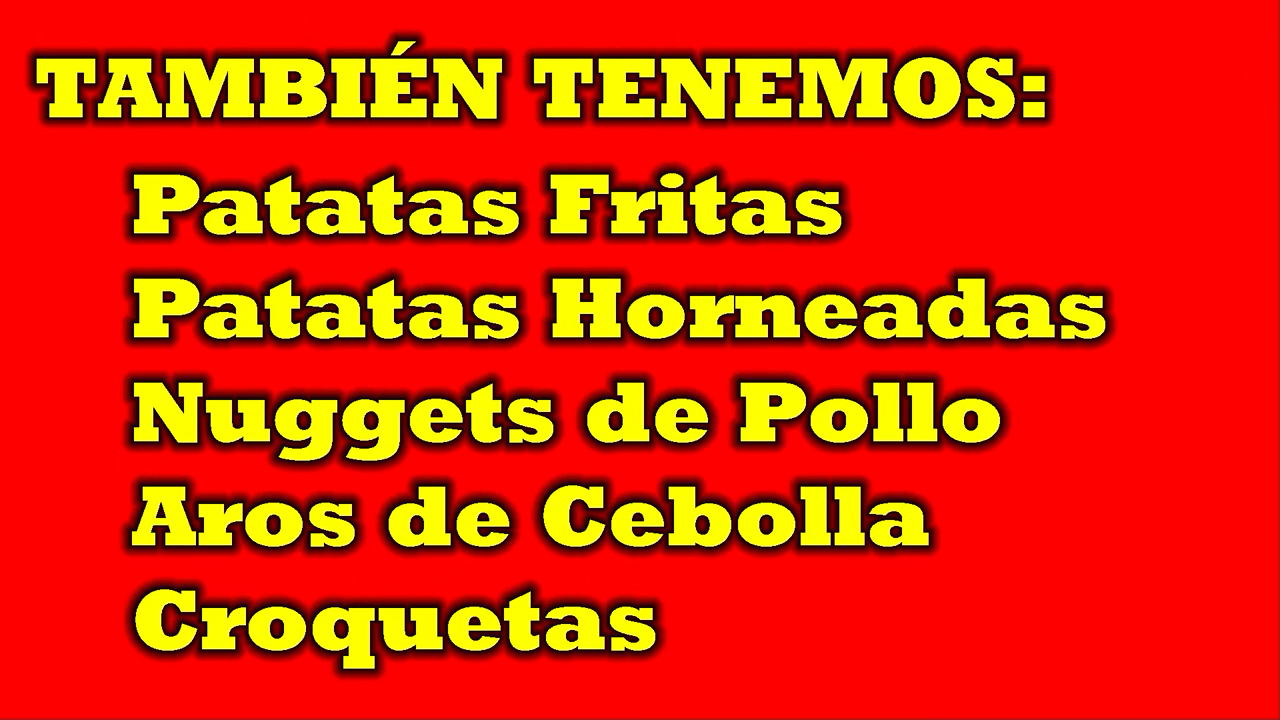 TAMBIÉN TENEMOS:
Patatas Fritas
Patatas Horneadas
Nuggets de Pollo
Aros de Cebolla
Croquetas